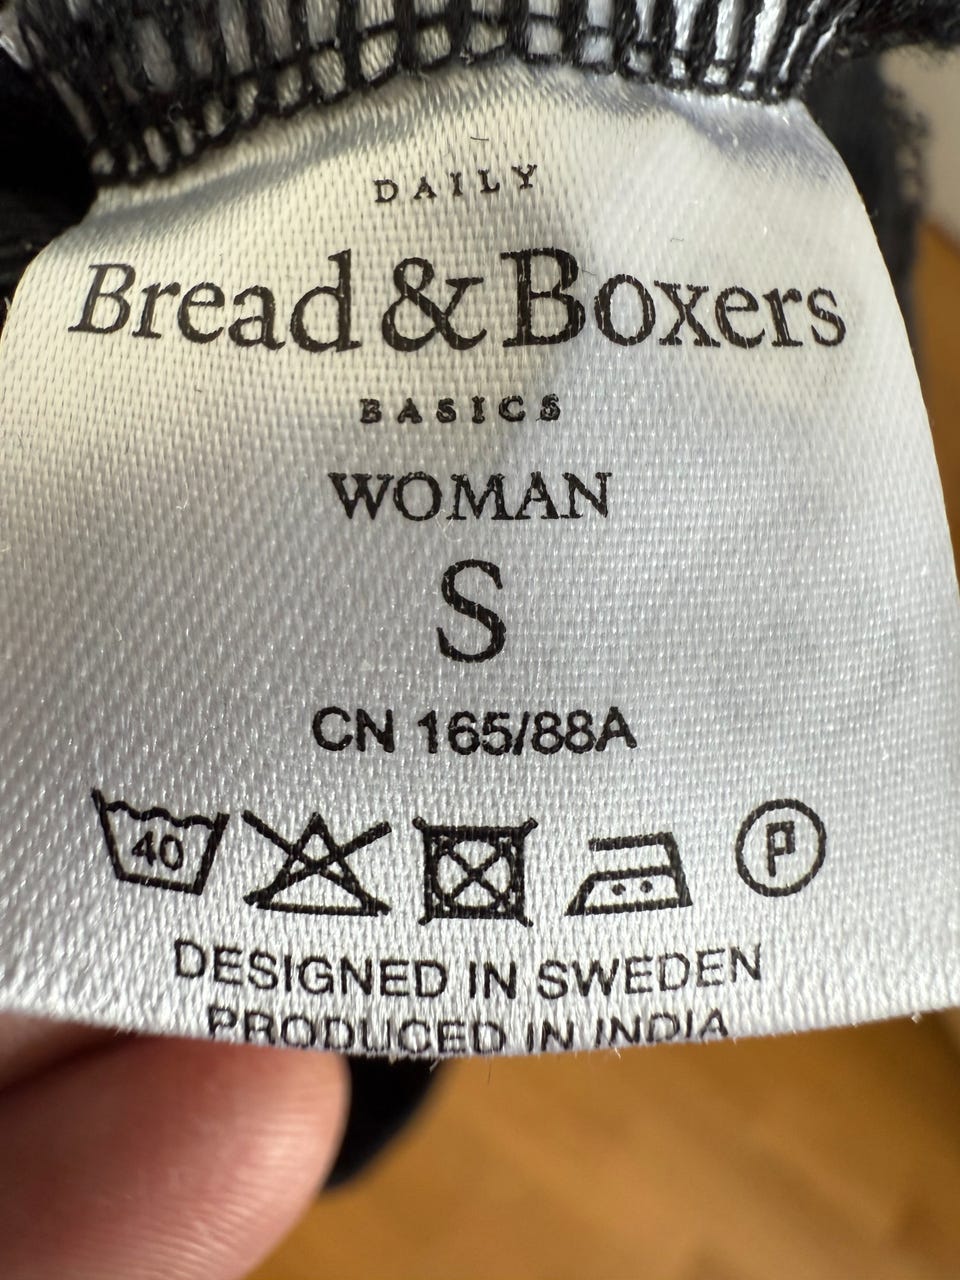 DAILY
Bread & Boxers
BASICS
WOMAN
S
CN 165/88A
40
P
DESIGNED IN SWEDEN
PRODUCED IN INDIA